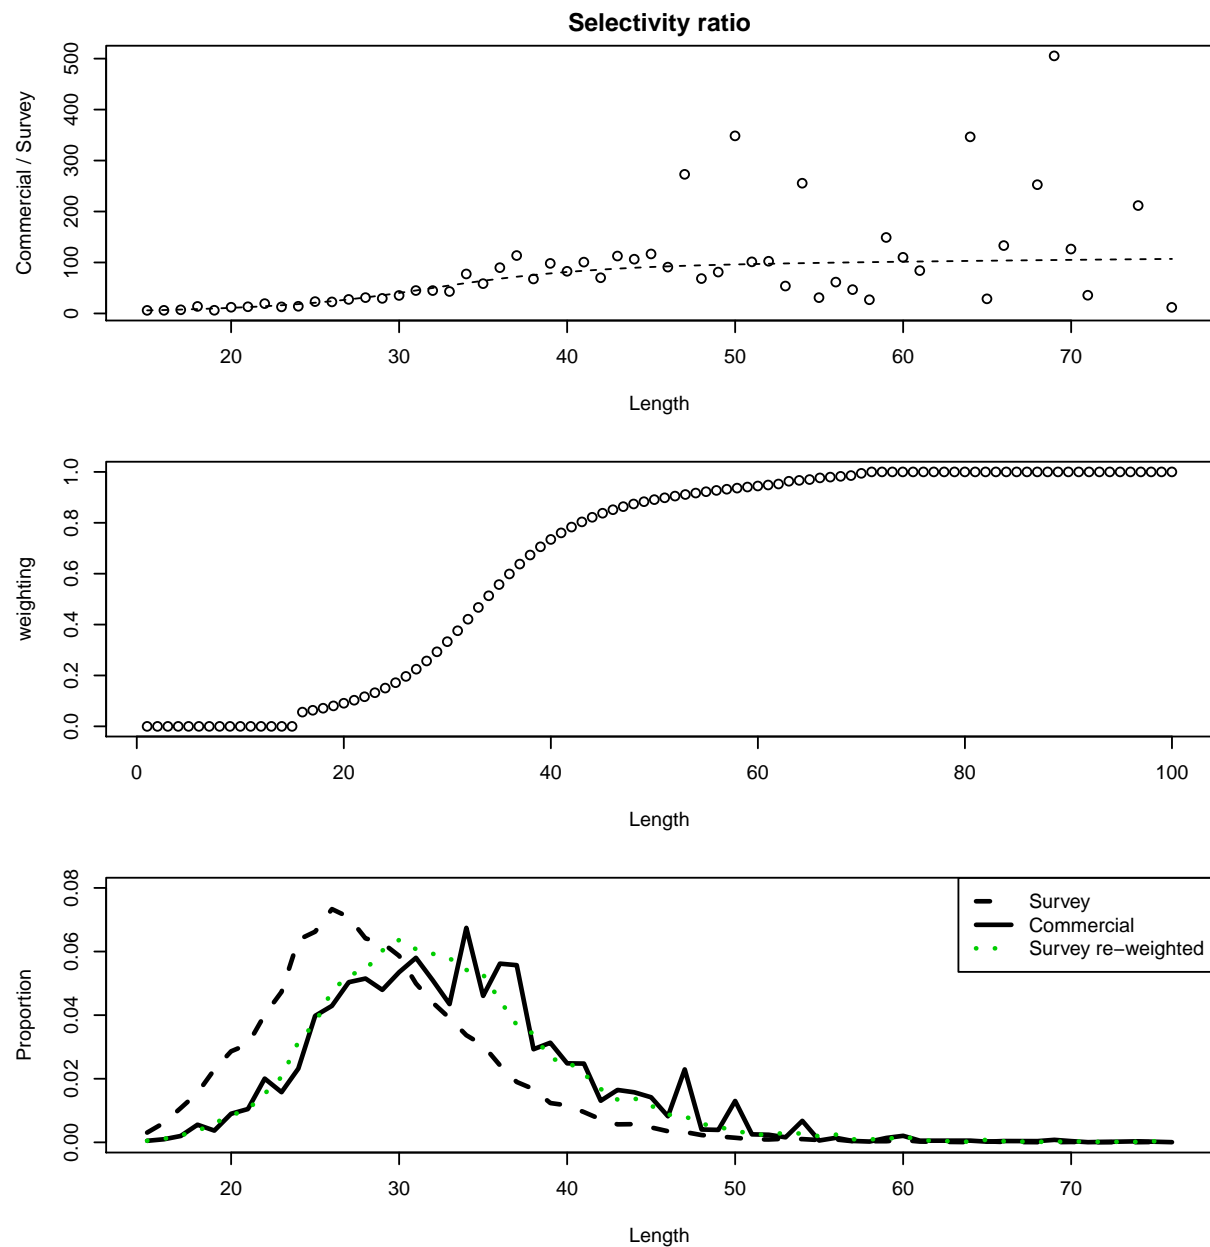 Selectivity ratio
Commercial / Survey
0 100 200 300 400 500
20 30 40 50 60 70
Length
weighting
0.0 0.2 0.4 0.6 0.8 1.0
0 20 40 60 80 100
Length
Proportion
0.00 0.02 0.04 0.06 0.08
Survey
Commercial
Survey re−weighted
20 30 40 50 60 70
Length